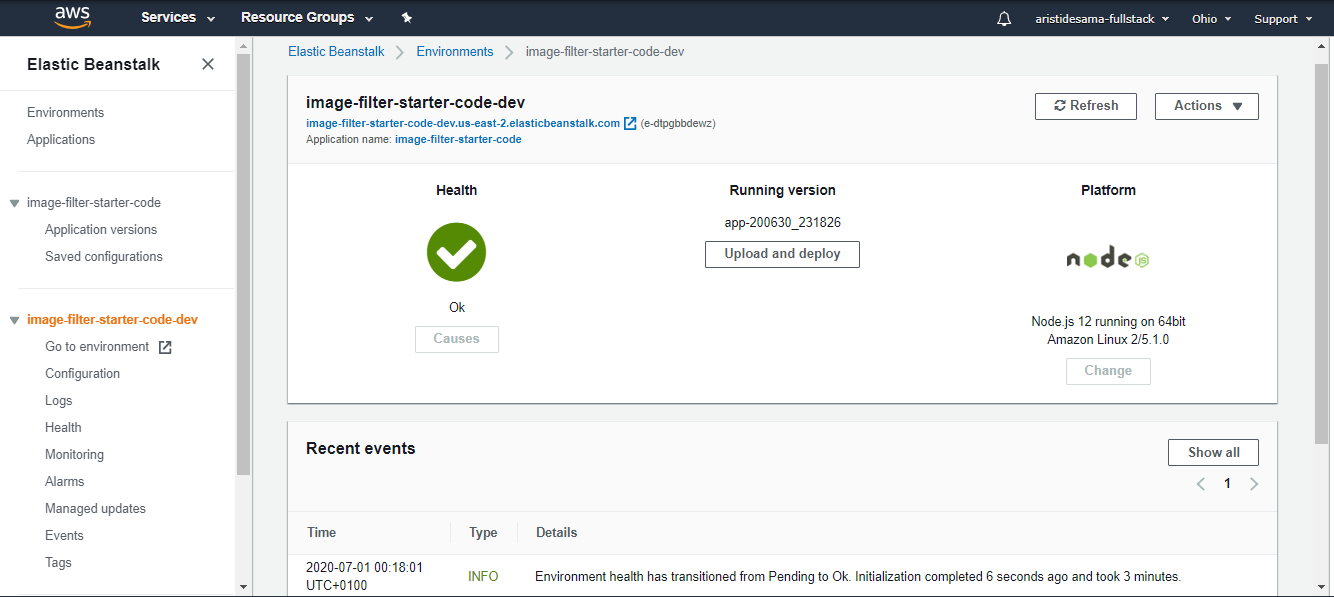 aws
Services
Resource Groups
aristidesama-fullstack
Ohio
Support
Elastic Beanstalk
Environments
Applications
image-filter-starter-code
Application versions
Saved configurations
image-filter-starter-code-dev
Go to environment
Configuration
Logs
Health
Monitoring
Alarms
Managed updates
Events
Tags
Elastic Beanstalk
Environments
image-filter-starter-code-dev
image-filter-starter-code-dev
image-filter-starter-code-dev.us-east-2.elasticbeanstalk.com (e-dtpgbbdewz)
Application name: image-filter-starter-code
Refresh
Actions
Health
Ok
Causes
Running version
app-200630_231826
Upload and deploy
Platform
node JS
Node.js 12 running on 64bit
Amazon Linux 2/5.1.0
Change
Recent events
Show all
1
Time Type Details
2020-07-01 00:18:01
UTC+0100
INFO
Environment health has transitioned from Pending to Ok. Initialization completed 6 seconds ago and took 3 minutes.